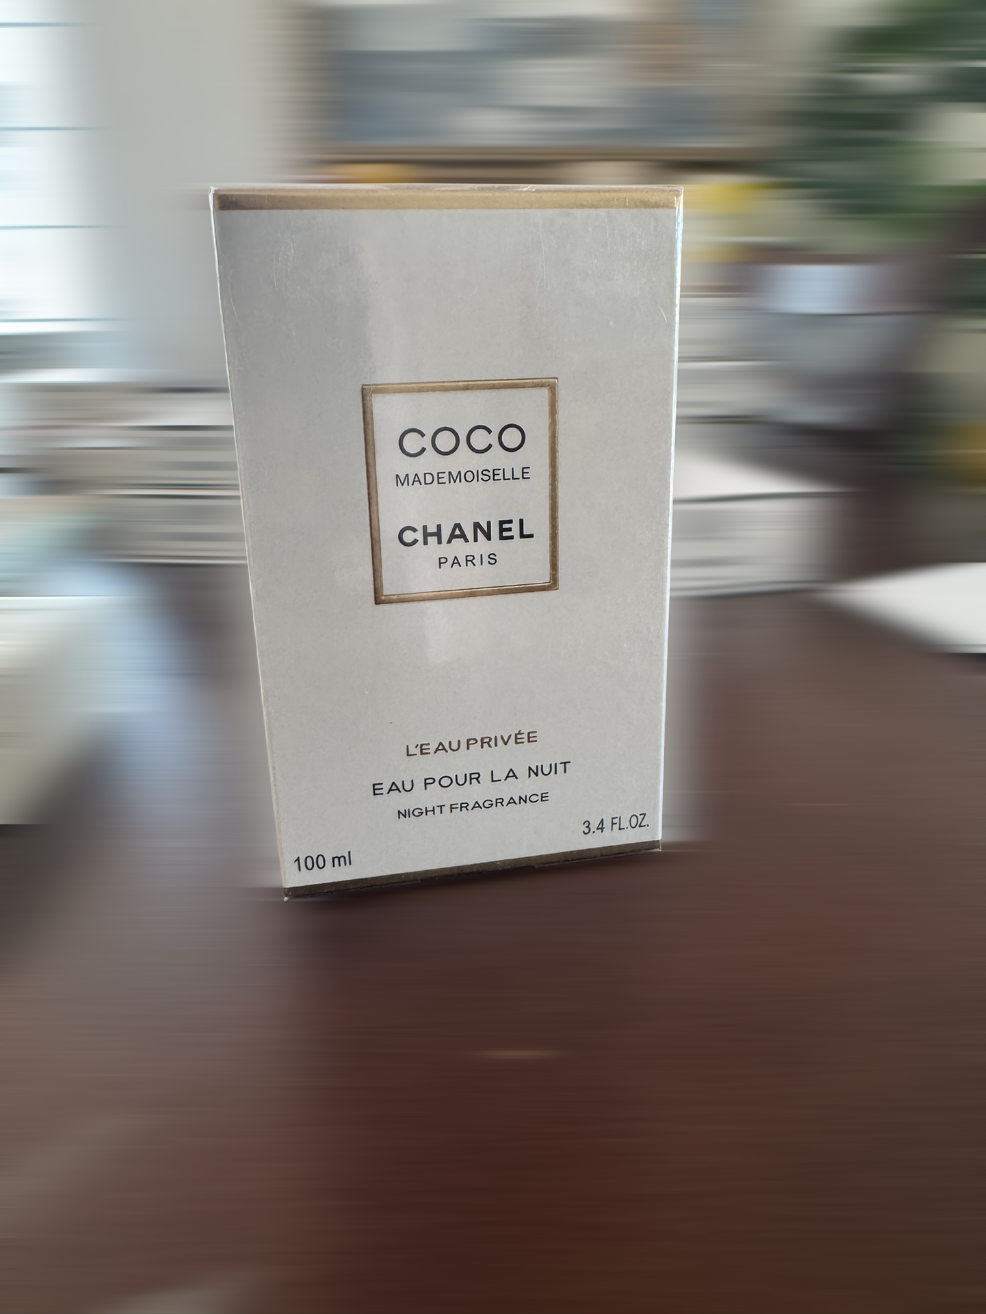 COCO
MADEMOISELLE
CHANEL
PARIS
L'EAU PRIVÉE
EAU POUR LA NUIT
NIGHT FRAGRANCE
100 ml 3.4 FL.OZ.